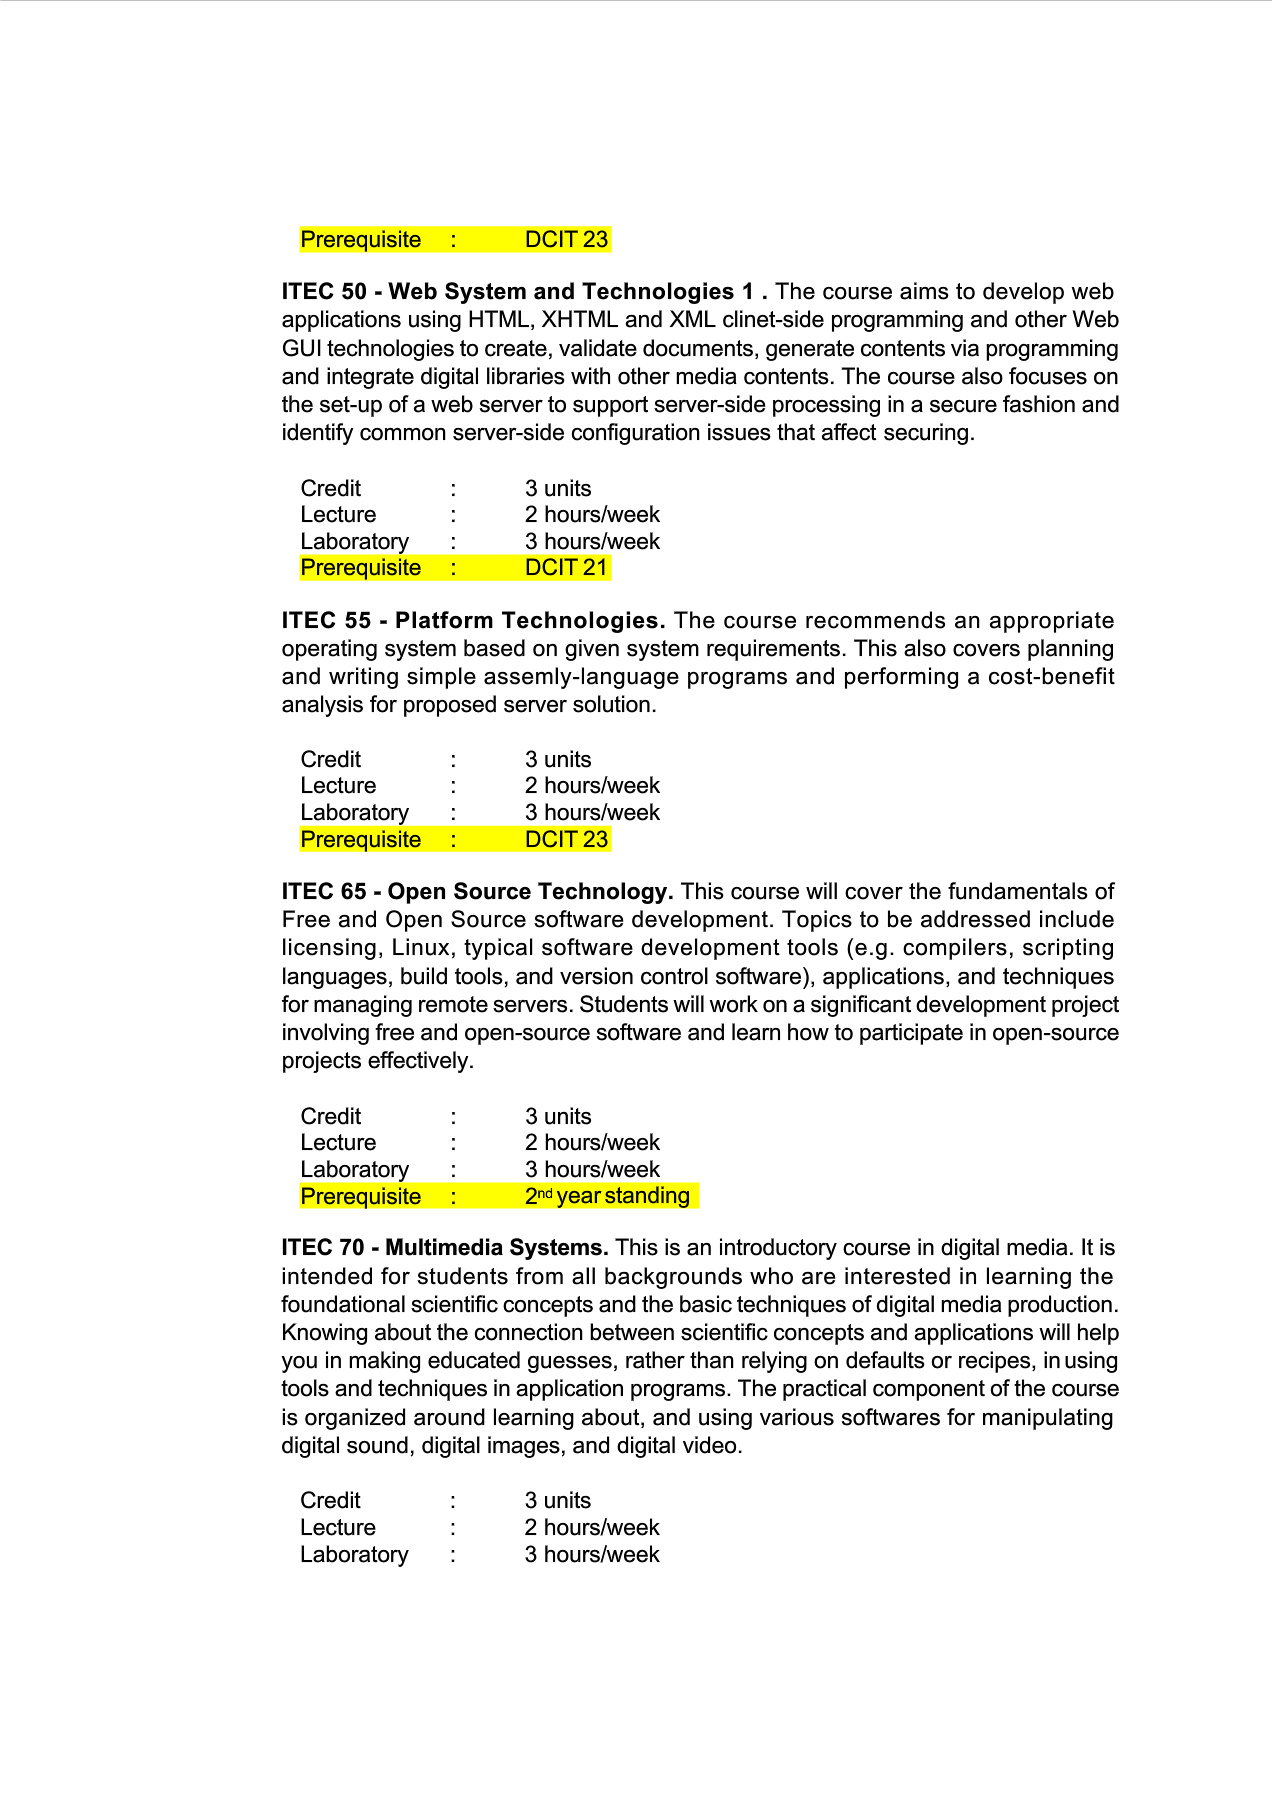 Prerequisite : DCIT 23
ITEC 50 - Web System and Technologies 1 . The course aims to develop web
applications using HTML, XHTML and XML clinet-side programming and other Web
GUI technologies to create, validate documents, generate contents via programming
and integrate digital libraries with other media contents. The course also focuses on
the set-up of a web server to support server-side processing in a secure fashion and
identify common server-side configuration issues that affect securing.
Credit : 3 units
Lecture : 2 hours/week
Laboratory : 3 hours/week
Prerequisite : DCIT 21
ITEC 55 - Platform Technologies. The course recommends an appropriate
operating system based on given system requirements. This also covers planning
and writing simple assemly-language programs and performing a cost-benefit
analysis for proposed server solution.
Credit : 3 units
Lecture : 2 hours/week
Laboratory : 3 hours/week
Prerequisite : DCIT 23
ITEC 65 - Open Source Technology. This course will cover the fundamentals of
Free and Open Source software development. Topics to be addressed include
licensing, Linux, typical software development tools (e.g. compilers, scripting
languages, build tools, and version control software), applications, and techniques
for managing remote servers. Students will work on a significant development project
involving free and open-source software and learn how to participate in open-source
projects effectively.
Credit : 3 units
Lecture : 2 hours/week
Laboratory : 3 hours/week
Prerequisite : 2nd year standing
ITEC 70 - Multimedia Systems. This is an introductory course in digital media. It is
intended for students from all backgrounds who are interested in learning the
foundational scientific concepts and the basic techniques of digital media production.
Knowing about the connection between scientific concepts and applications will help
you in making educated guesses, rather than relying on defaults or recipes, in using
tools and techniques in application programs. The practical component of the course
is organized around learning about, and using various softwares for manipulating
digital sound, digital images, and digital video.
Credit : 3 units
Lecture : 2 hours/week
Laboratory : 3 hours/week